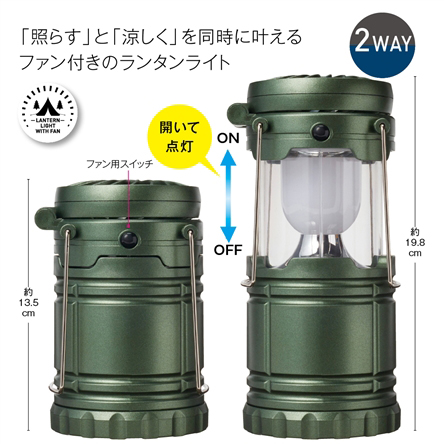 「照らす」と「涼しく」を同時に叶える
ファン付きのランタンライト
2WAY
LANTERN
LIGHT
WITH FAN
開いて
点灯
ON
OFF
ファン用スイッチ
約
13.5
cm
約
19.8
cm